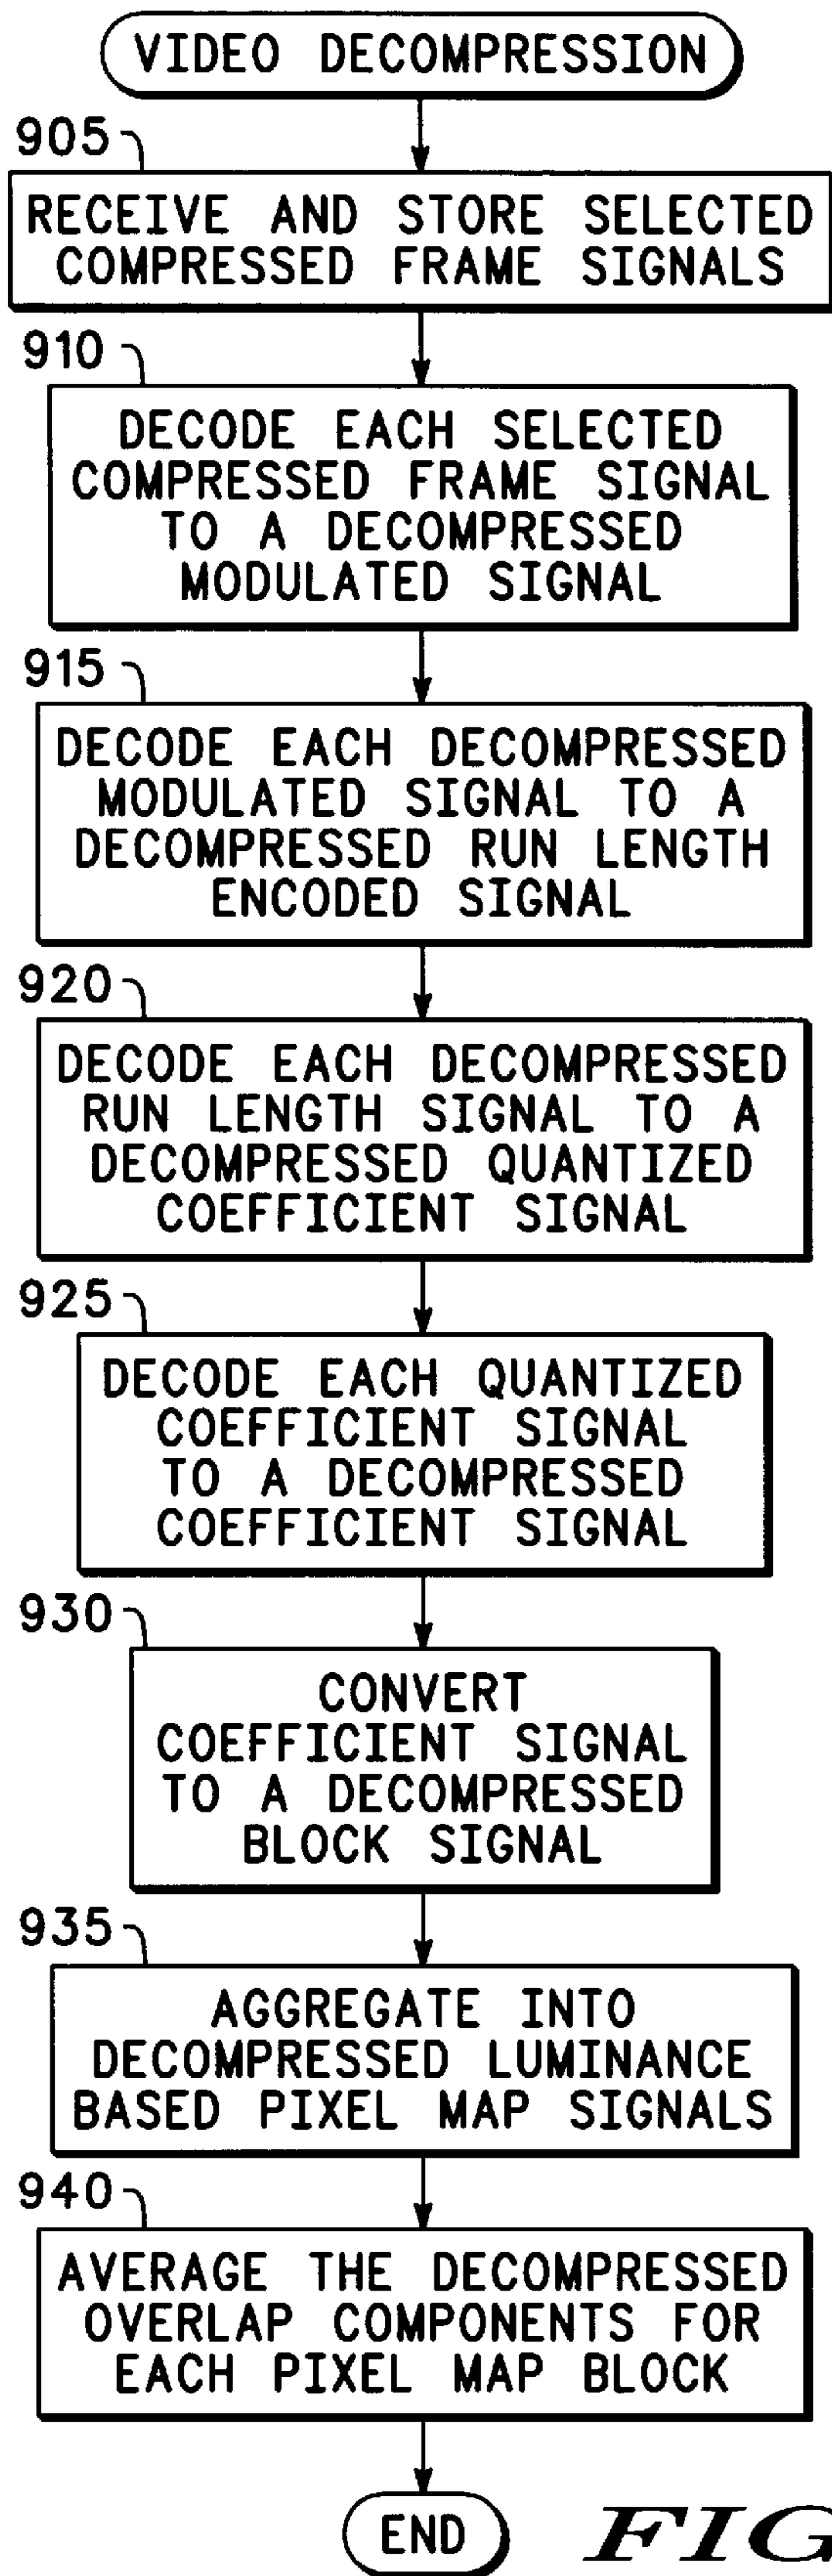 VIDEO DECOMPRESSION
905
RECEIVE AND STORE SELECTED
COMPRESSED FRAME SIGNALS
910
DECODE EACH SELECTED
COMPRESSED FRAME SIGNAL
TO A DECOMPRESSED
MODULATED SIGNAL
915
DECODE EACH DECOMPRESSED
MODULATED SIGNAL TO A
DECOMPRESSED RUN LENGTH
ENCODED SIGNAL
920
DECODE EACH DECOMPRESSED
RUN LENGTH SIGNAL TO A
DECOMPRESSED QUANTIZED
COEFFICIENT SIGNAL
925
DECODE EACH QUANTIZED
COEFFICIENT SIGNAL
TO A DECOMPRESSED
COEFFICIENT SIGNAL
930
CONVERT
COEFFICIENT SIGNAL
TO A DECOMPRESSED
BLOCK SIGNAL
935
AGGREGATE INTO
DECOMPRESSED LUMINANCE
BASED PIXEL MAP SIGNALS
940
AVERAGE THE DECOMPRESSED
OVERLAP COMPONENTS FOR
EACH PIXEL MAP BLOCK
END
FIG